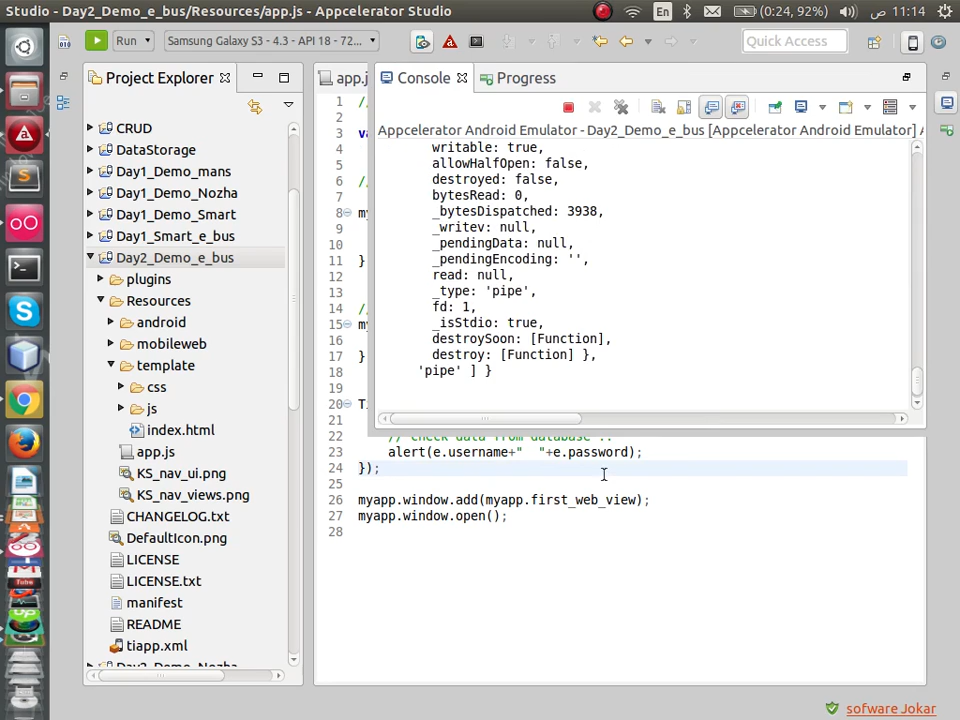 Studio - Day2_Demo_e_bus/Resources/app.js - Appcelerator Studio
En
(0:24, 92%)
11:14 ص
Run
Samsung Galaxy S3 - 4.3 - API 18 - 72...
Quick Access
Project Explorer
CRUD
DataStorage
Day1_Demo_mans
Day1_Demo_Nozha
Day1_Demo_Smart
Day1_Smart_e_bus
Day2_Demo_e_bus
plugins
Resources
android
mobileweb
template
css
js
index.html
app.js
KS_nav_ui.png
KS_nav_views.png
CHANGELOG.txt
DefaultIcon.png
LICENSE
LICENSE.txt
manifest
README
tiapp.xml
app.j
Console
Progress
Appcelerator Android Emulator - Day2_Demo_e_bus [Appcelerator Android Emulator]
writable: true,
allowHalfOpen: false,
destroyed: false,
bytesRead: 0,
_bytesDispatched: 3938,
_writev: null,
_pendingData: null,
_pendingEncoding: '',
read: null,
_type: 'pipe',
fd: 1,
_isStdio: true,
destroySoon: [Function],
destroy: [Function] },
'pipe' ] }
1 //
2
3 va
4
5
6 //
7
8 m
9
10
11 }
12
13
14 //
15 m
16
17 }
18
19
20 T
21
22 // check data from database ..
23 alert(e.username+" "+e.password);
24 });
25
26 myapp.window.add(myapp.first_web_view);
27 myapp.window.open();
28
sofware Jokar